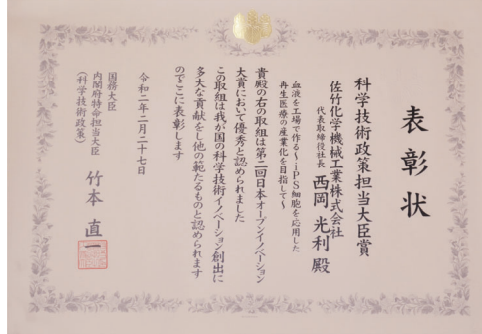 表彰状
科学技術政策担当大臣賞
佐竹化学機械工業株式会社
代表取締役社長 西岡 光利 殿
血液を工場で作る～iPS細胞を応用した
再生医療の産業化を目指して～
貴殿の右の取組は第二回日本オープンイノベーション
大賞において優秀と認められました
この取組は我が国の科学技術イノベーション創出に
多大な貢献をし他の範たるものと認められます
のでここに表彰します
令和二年二月二十七日
国務大臣
内閣府特命担当大臣
(科学技術政策)
竹本 直一